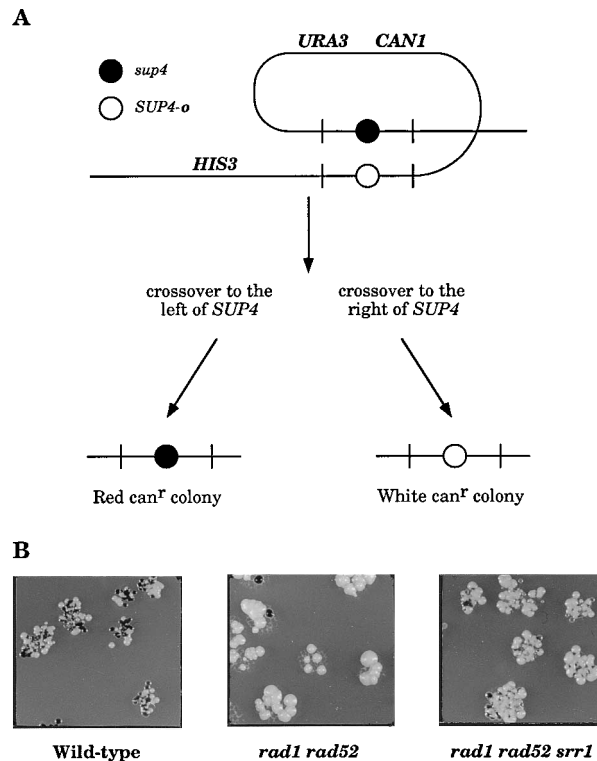 A
URA3 CAN1
sup4
SUP4-o
HIS3
crossover to the
left of SUP4
crossover to the
right of SUP4
Red canʳ colony
White canʳ colony
B
Wild-type
rad1 rad52
rad1 rad52 srr1